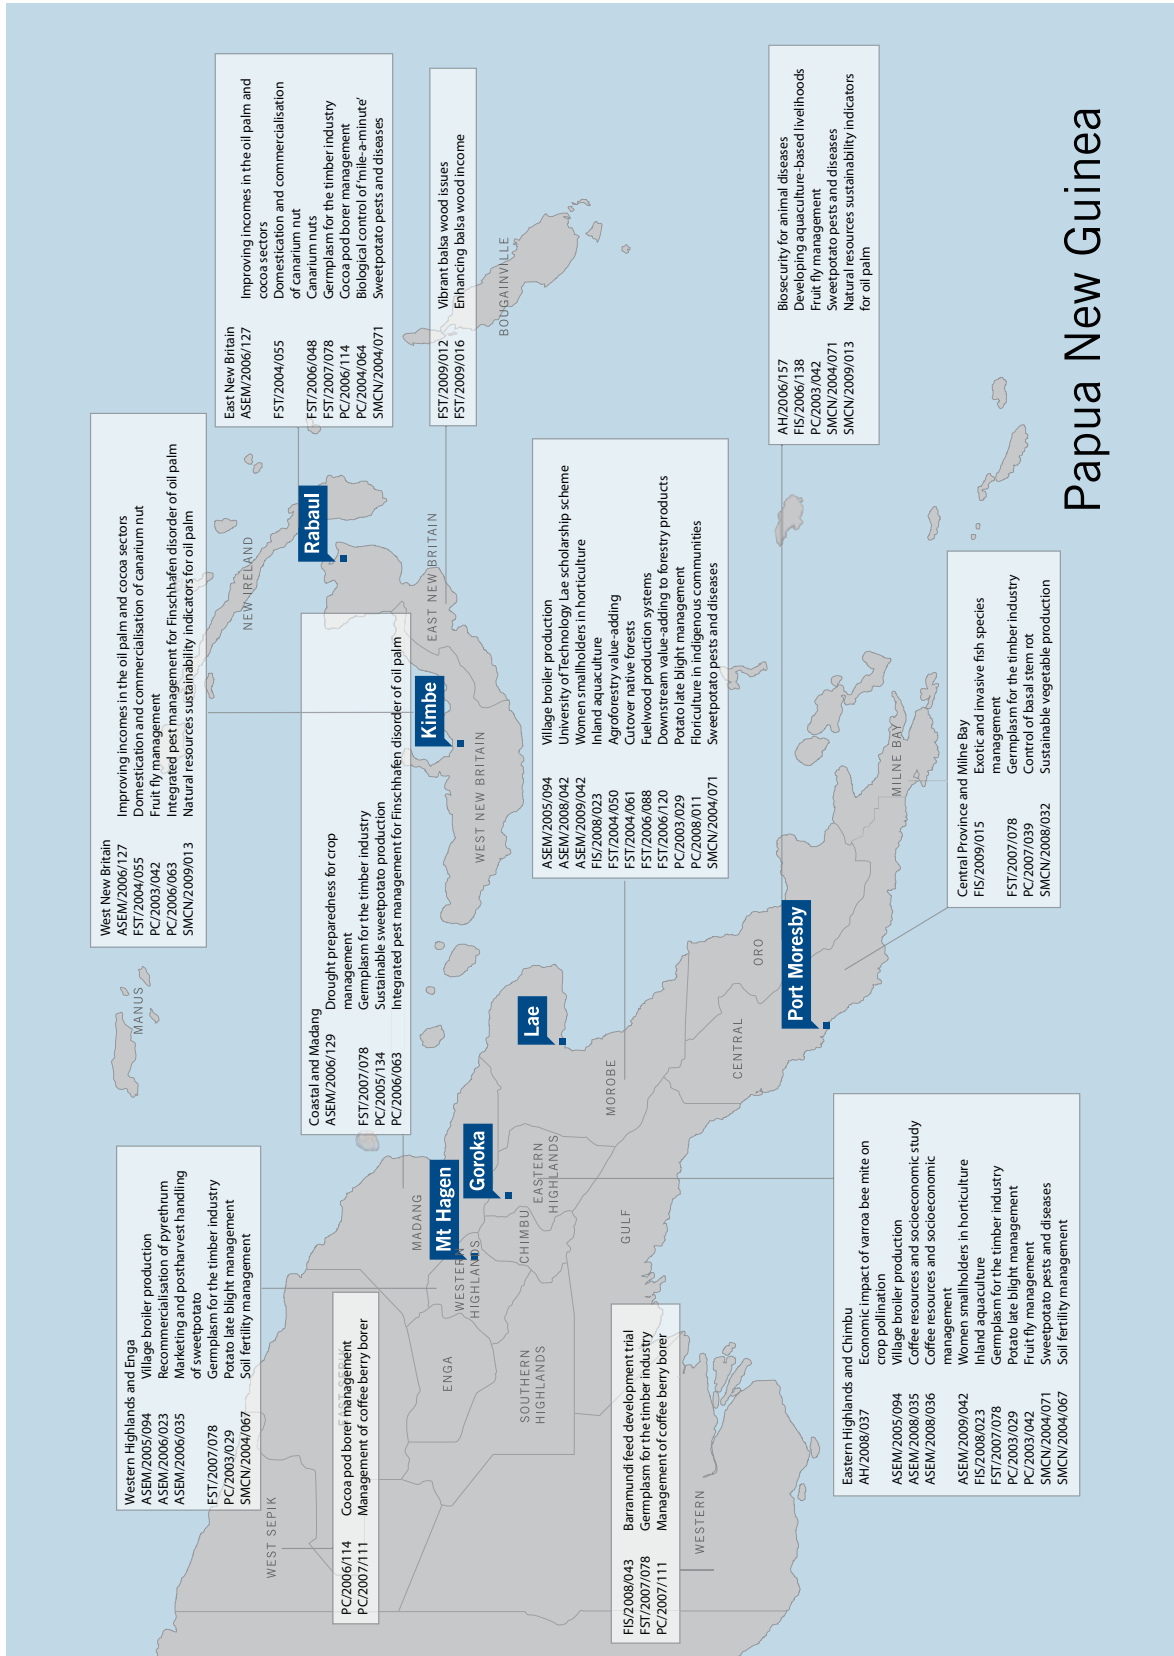 West New Britain
ASEM/2006/127 Improving incomes in the oil palm and cocoa sectors
FST/2004/055 Domestication and commercialisation of canarium nut
PC/2003/042 Fruit fly management
PC/2006/063 Integrated pest management for Finschhafen disorder of oil palm
SMCN/2009/013 Natural resources sustainability indicators for oil palm
Western Highlands and Enga
ASEM/2005/094 Village broiler production
ASEM/2006/023 Recommercialisation of pyrethrum
ASEM/2006/035 Marketing and postharvest handling
of sweetpotato
FST/2007/078 Germplasm for the timber industry
PC/2003/029 Potato late blight management
SMCN/2004/067 Soil fertility management
MANUS
East New Britain
ASEM/2006/127 Improving incomes in the oil palm and
cocoa sectors
FST/2004/055 Domestication and commercialisation
of canarium nut
FST/2006/048 Canarium nuts
FST/2007/078 Germplasm for the timber industry
PC/2006/114 Cocoa pod borer management
PC/2004/064 Biological control of 'mile-a-minute'
SMCN/2004/071 Sweetpotato pests and diseases
NEW IRELAND
WEST SEPIK
Coastal and Madang
ASEM/2006/129 Drought preparedness for crop
management
FST/2007/078 Germplasm for the timber industry
PC/2005/134 Sustainable sweetpotato production
PC/2006/063 Integrated pest management for Finschhafen disorder of oil palm
Rabaul
EAST SEPIK
PC/2006/114 Cocoa pod borer management
PC/2007/111 Management of coffee berry borer
MADANG
Kimbe
EAST NEW BRITAIN
FST/2009/012 Vibrant balsa wood issues
FST/2009/016 Enhancing balsa wood income
Mt Hagen
ENGA
WESTERN
HIGHLANDS
Goroka
WEST NEW BRITAIN
BOUGAINVILLE
Lae
CHIMBU
SOUTHERN
HIGHLANDS
EASTERN
HIGHLANDS
ASEM/2005/094 Village broiler production
ASEM/2008/042 University of Technology Lae scholarship scheme
ASEM/2009/042 Women smallholders in horticulture
FIS/2008/023 Inland aquaculture
FST/2004/050 Agroforestry value-adding
FST/2004/061 Cutover native forests
FST/2006/088 Fuelwood production systems
FST/2006/120 Downstream value-adding to forestry products
PC/2003/029 Potato late blight management
PC/2008/011 Floriculture in indigenous communities
SMCN/2004/071 Sweetpotato pests and diseases
MOROBE
GULF
FIS/2008/043 Barramundi feed development trial
FST/2007/078 Germplasm for the timber industry
PC/2007/111 Management of coffee berry borer
WESTERN
CENTRAL
ORO
AH/2006/157 Biosecurity for animal diseases
FIS/2006/138 Developing aquaculture-based livelihoods
PC/2003/042 Fruit fly management
SMCN/2004/071 Sweetpotato pests and diseases
SMCN/2009/013 Natural resources sustainability indicators
for oil palm
Port Moresby
Eastern Highlands and Chimbu
AH/2008/037 Economic impact of varroa bee mite on
crop pollination
ASEM/2005/094 Village broiler production
ASEM/2008/035 Coffee resources and socioeconomic study
ASEM/2008/036 Coffee resources and socioeconomic
management
ASEM/2009/042 Women smallholders in horticulture
FIS/2008/023 Inland aquaculture
FST/2007/078 Germplasm for the timber industry
PC/2003/029 Potato late blight management
PC/2003/042 Fruit fly management
SMCN/2004/071 Sweetpotato pests and diseases
SMCN/2004/067 Soil fertility management
MILNE BAY
Central Province and Milne Bay
FIS/2009/015 Exotic and invasive fish species
management
FST/2007/078 Germplasm for the timber industry
PC/2007/039 Control of basal stem rot
SMCN/2008/032 Sustainable vegetable production
Papua New Guinea